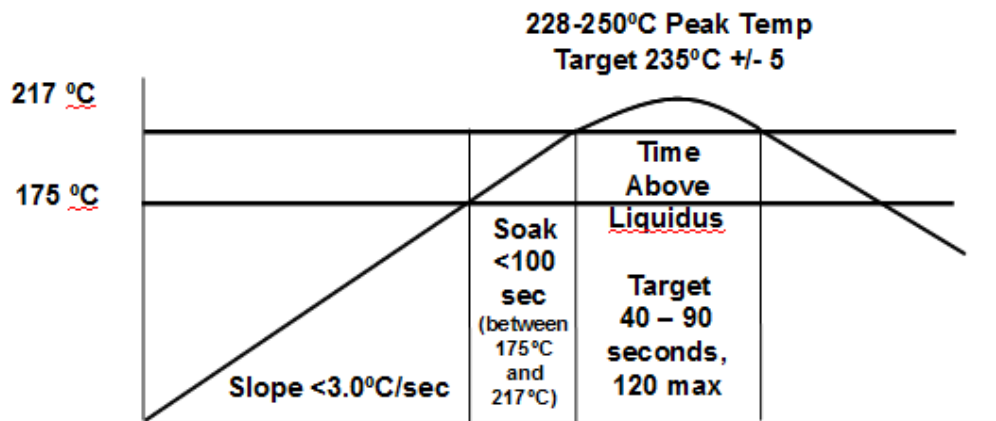 228-250ºC Peak Temp
Target 235ºC +/- 5
217 ºC
175 ºC
Time
Above
Liquidus
Target
40 – 90
seconds,
120 max
Soak
<100
sec
(between
175ºC
and
217ºC)
Slope <3.0ºC/sec